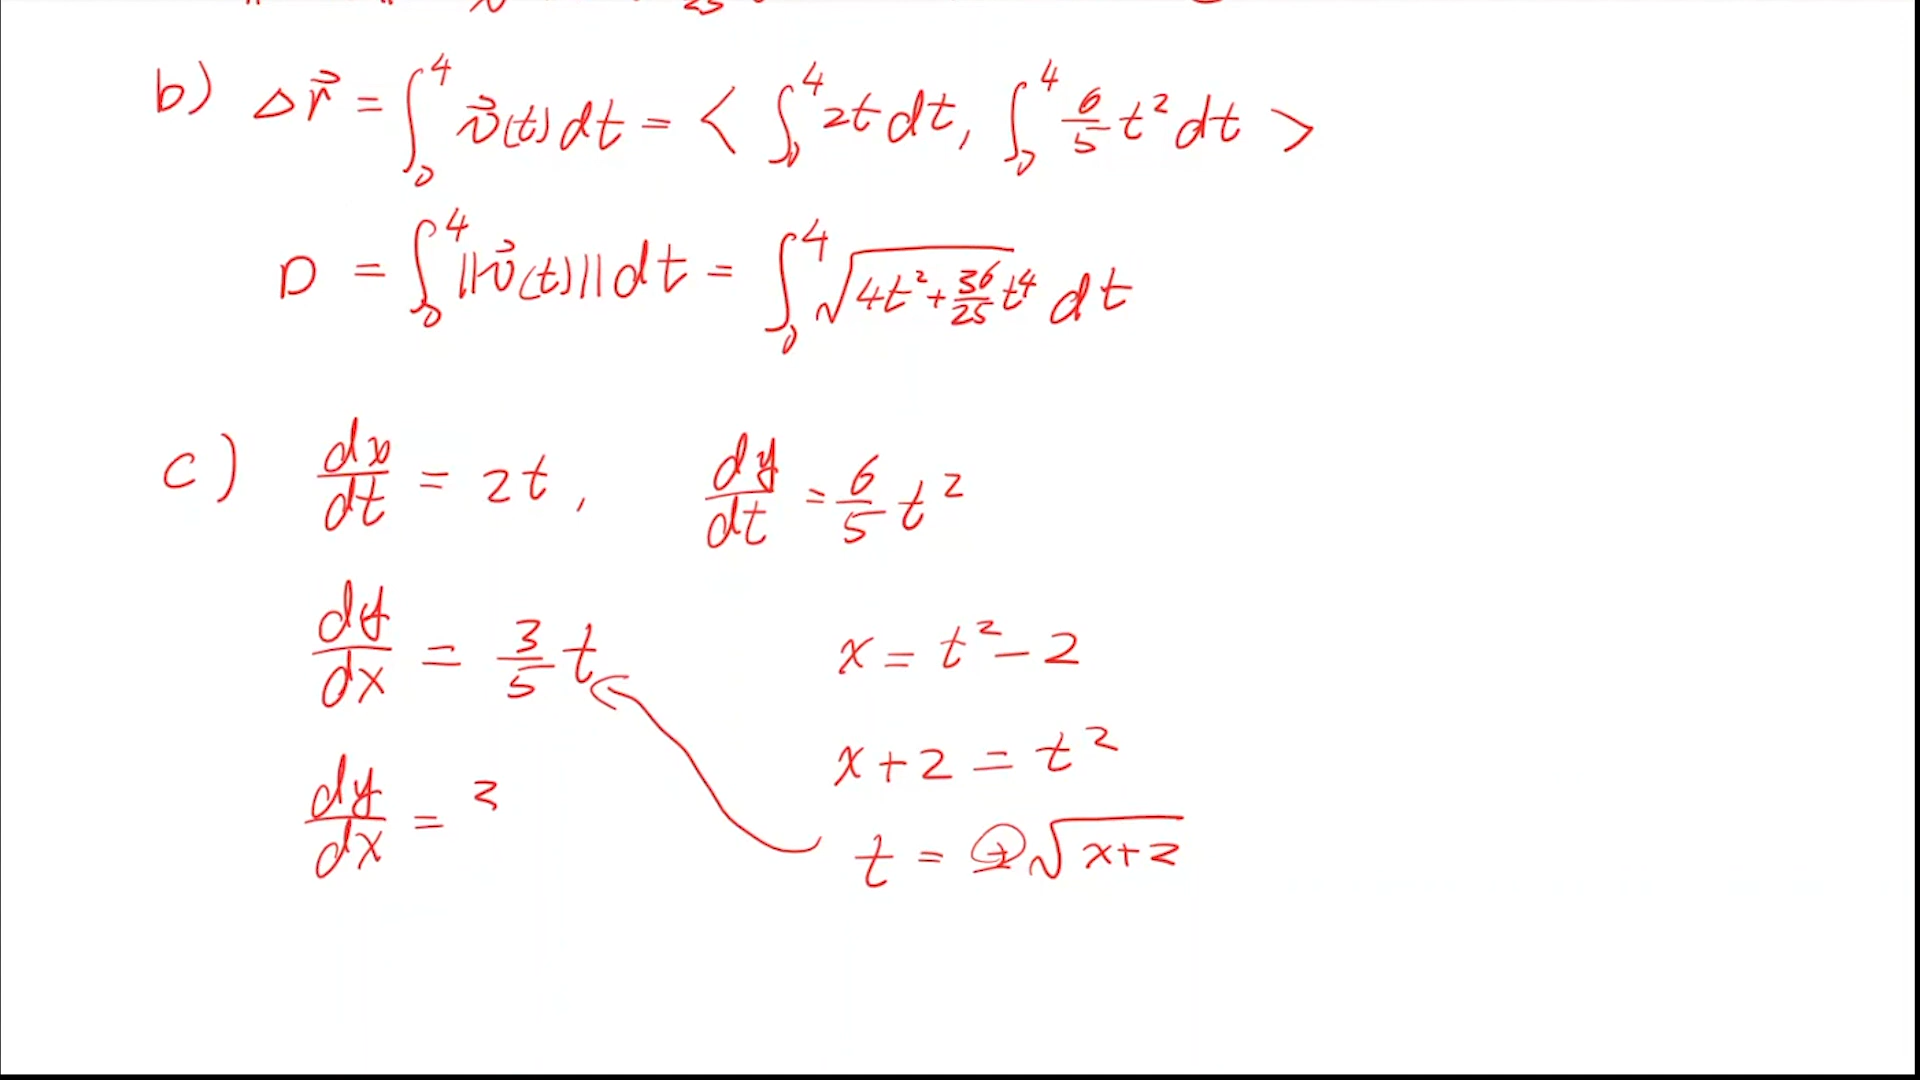 b) Δr⃗ = ∫₀⁴ v⃗(t) dt = < ∫₀⁴ 2t dt, ∫₀⁴ 6/5 t² dt >
D = ∫₀⁴ ||v⃗(t)|| dt = ∫₀⁴ √(4t² + 36/25 t⁴) dt
c) dx/dt = 2t, dy/dt = 6/5 t²
dy/dx = 3/5 t
x = t² - 2
x + 2 = t²
dy/dx = 3
t = ± √(x+2)